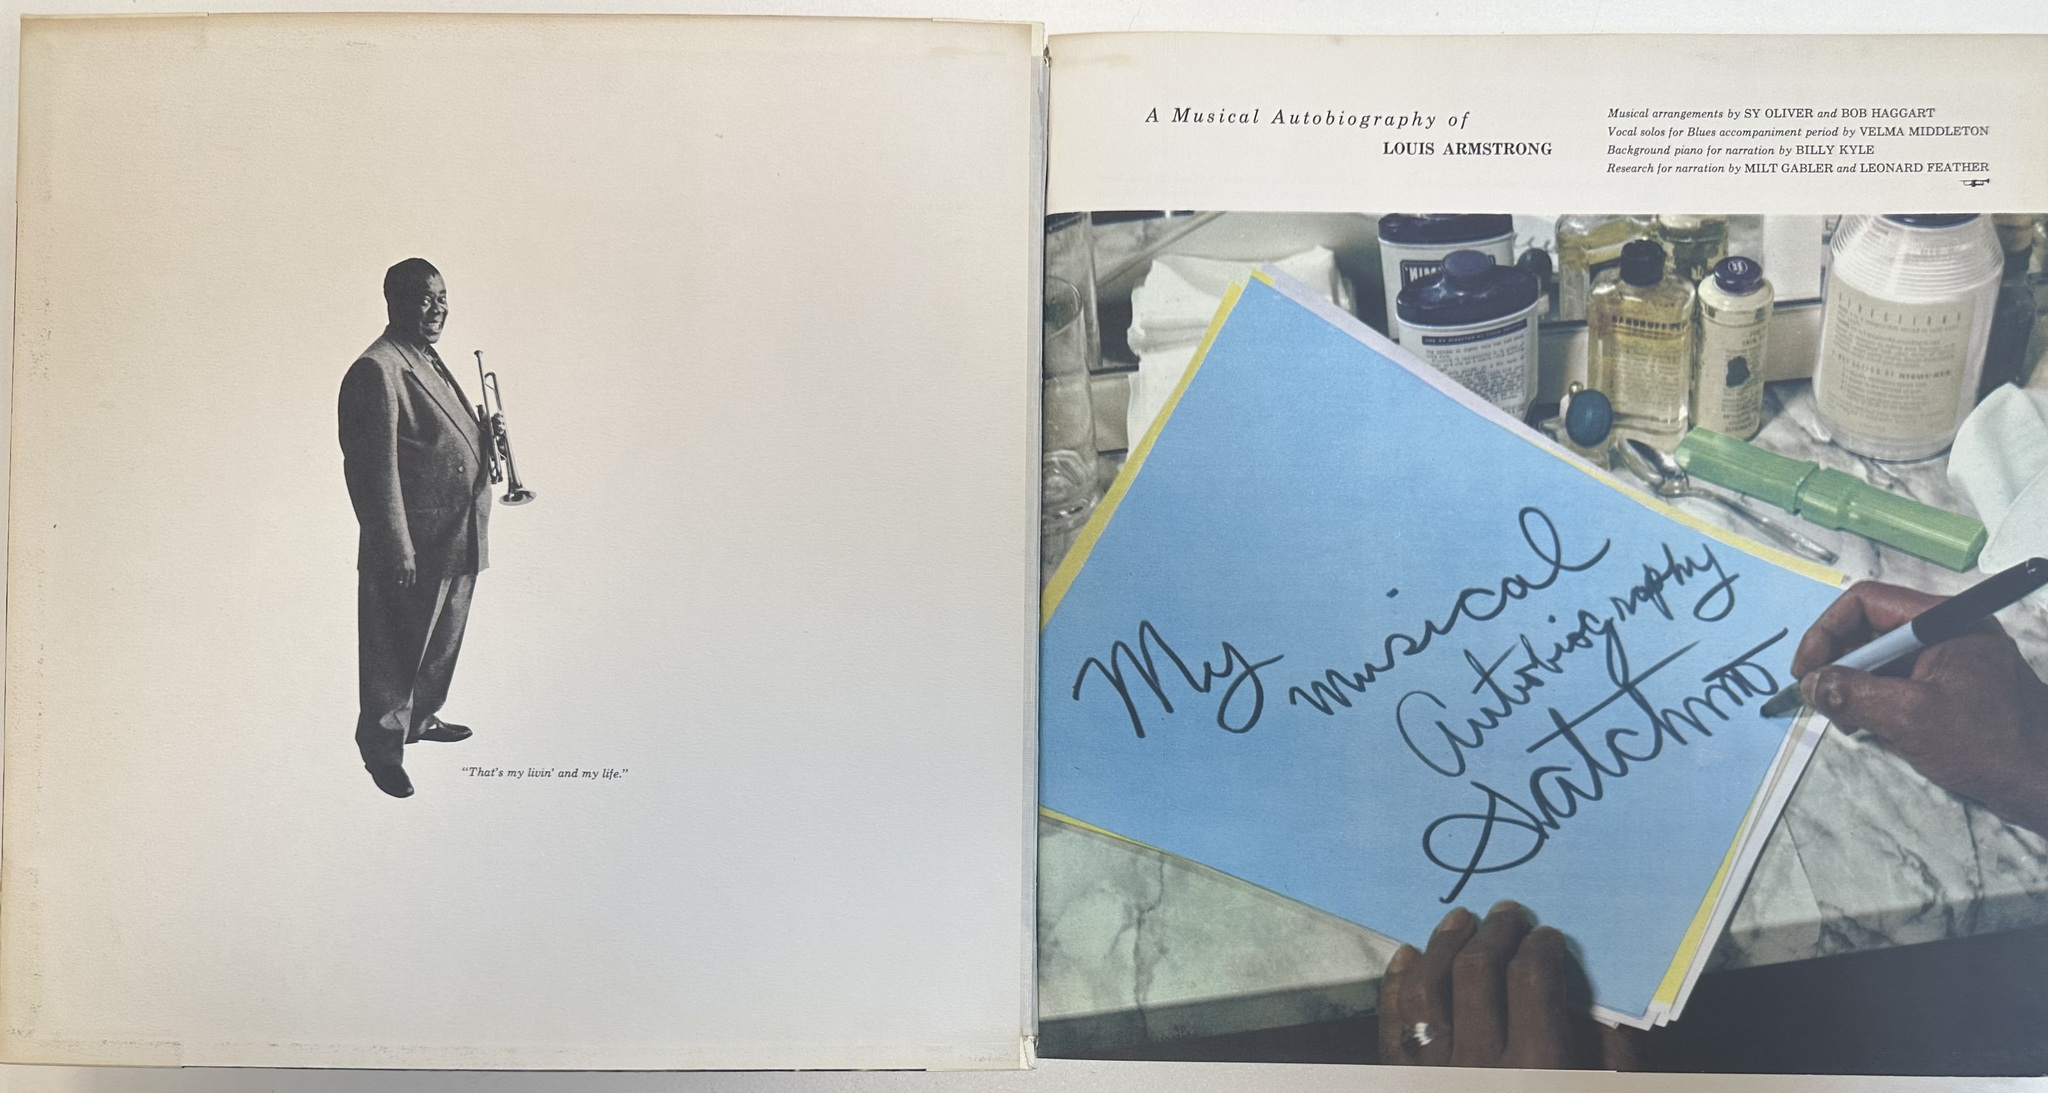 "That's my livin' and my life."
A Musical Autobiography of
LOUIS ARMSTRONG
Musical arrangements by SY OLIVER and BOB HAGGART
Vocal solos for Blues accompaniment period by VELMA MIDDLETON
Background piano for narration by BILLY KYLE
Research for narration by MILT GABLER and LEONARD FEATHER
My musical
Autobiography
Satchmo
DIRECTIONS